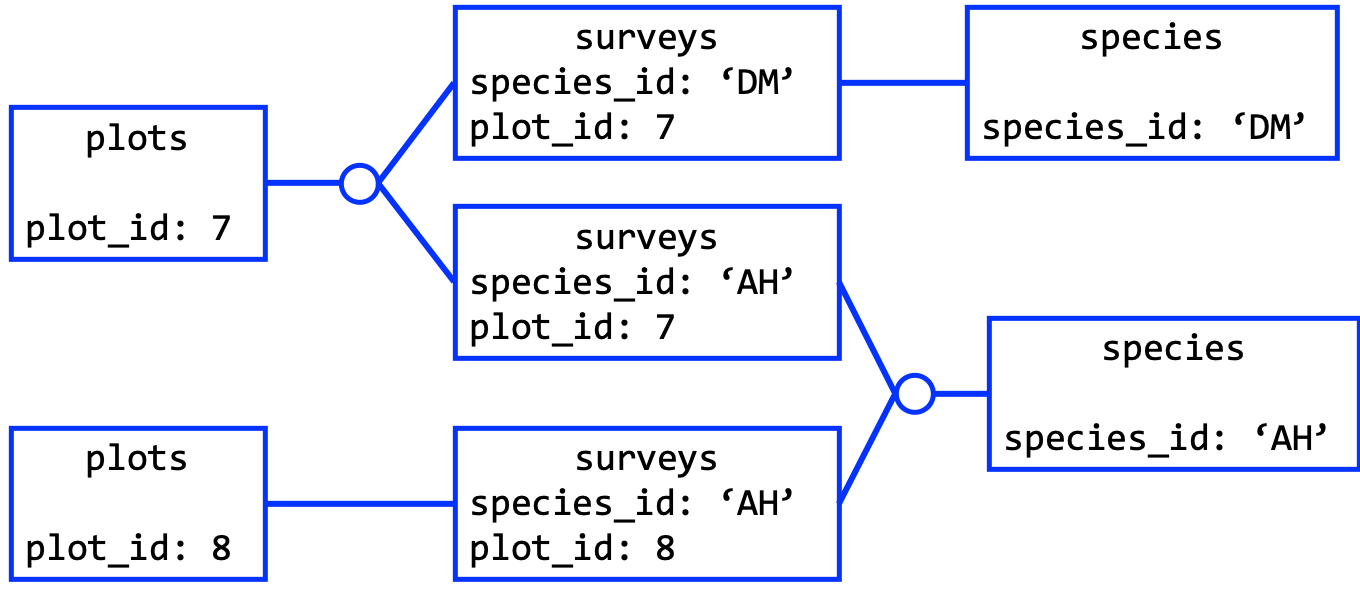 plots
plot_id: 7
surveys
species_id: ‘DM’
plot_id: 7
species
species_id: ‘DM’
surveys
species_id: ‘AH’
plot_id: 7
species
species_id: ‘AH’
plots
plot_id: 8
surveys
species_id: ‘AH’
plot_id: 8